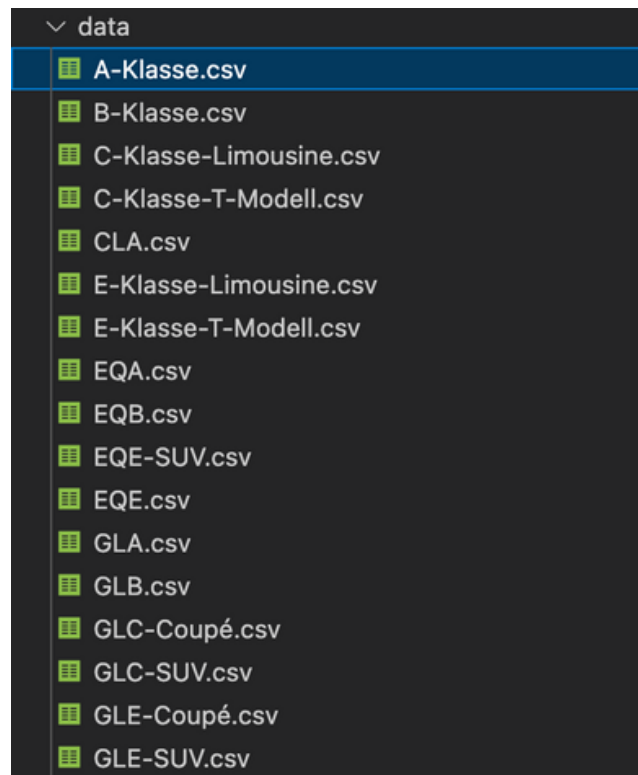 data
A-Klasse.csv
B-Klasse.csv
C-Klasse-Limousine.csv
C-Klasse-T-Modell.csv
CLA.csv
E-Klasse-Limousine.csv
E-Klasse-T-Modell.csv
EQA.csv
EQB.csv
EQE-SUV.csv
EQE.csv
GLA.csv
GLB.csv
GLC-Coupé.csv
GLC-SUV.csv
GLE-Coupé.csv
GLE-SUV.csv